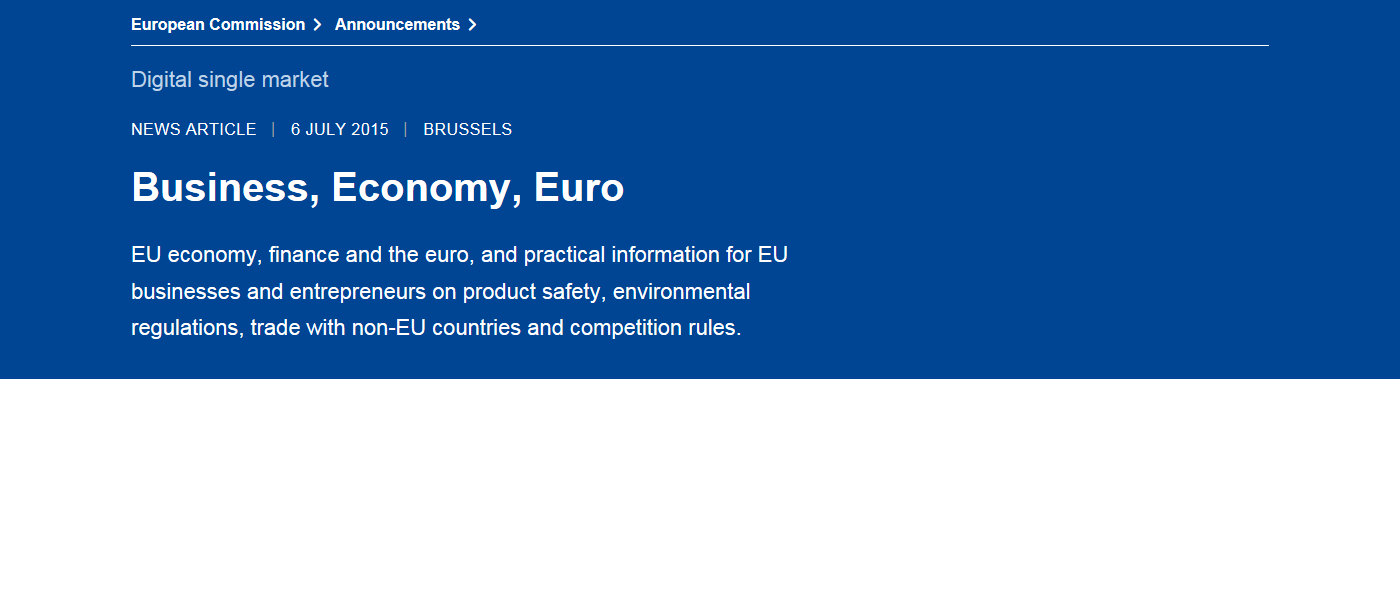 European Commission > Announcements >
Digital single market
NEWS ARTICLE | 6 JULY 2015 | BRUSSELS
Business, Economy, Euro
EU economy, finance and the euro, and practical information for EU
businesses and entrepreneurs on product safety, environmental
regulations, trade with non-EU countries and competition rules.